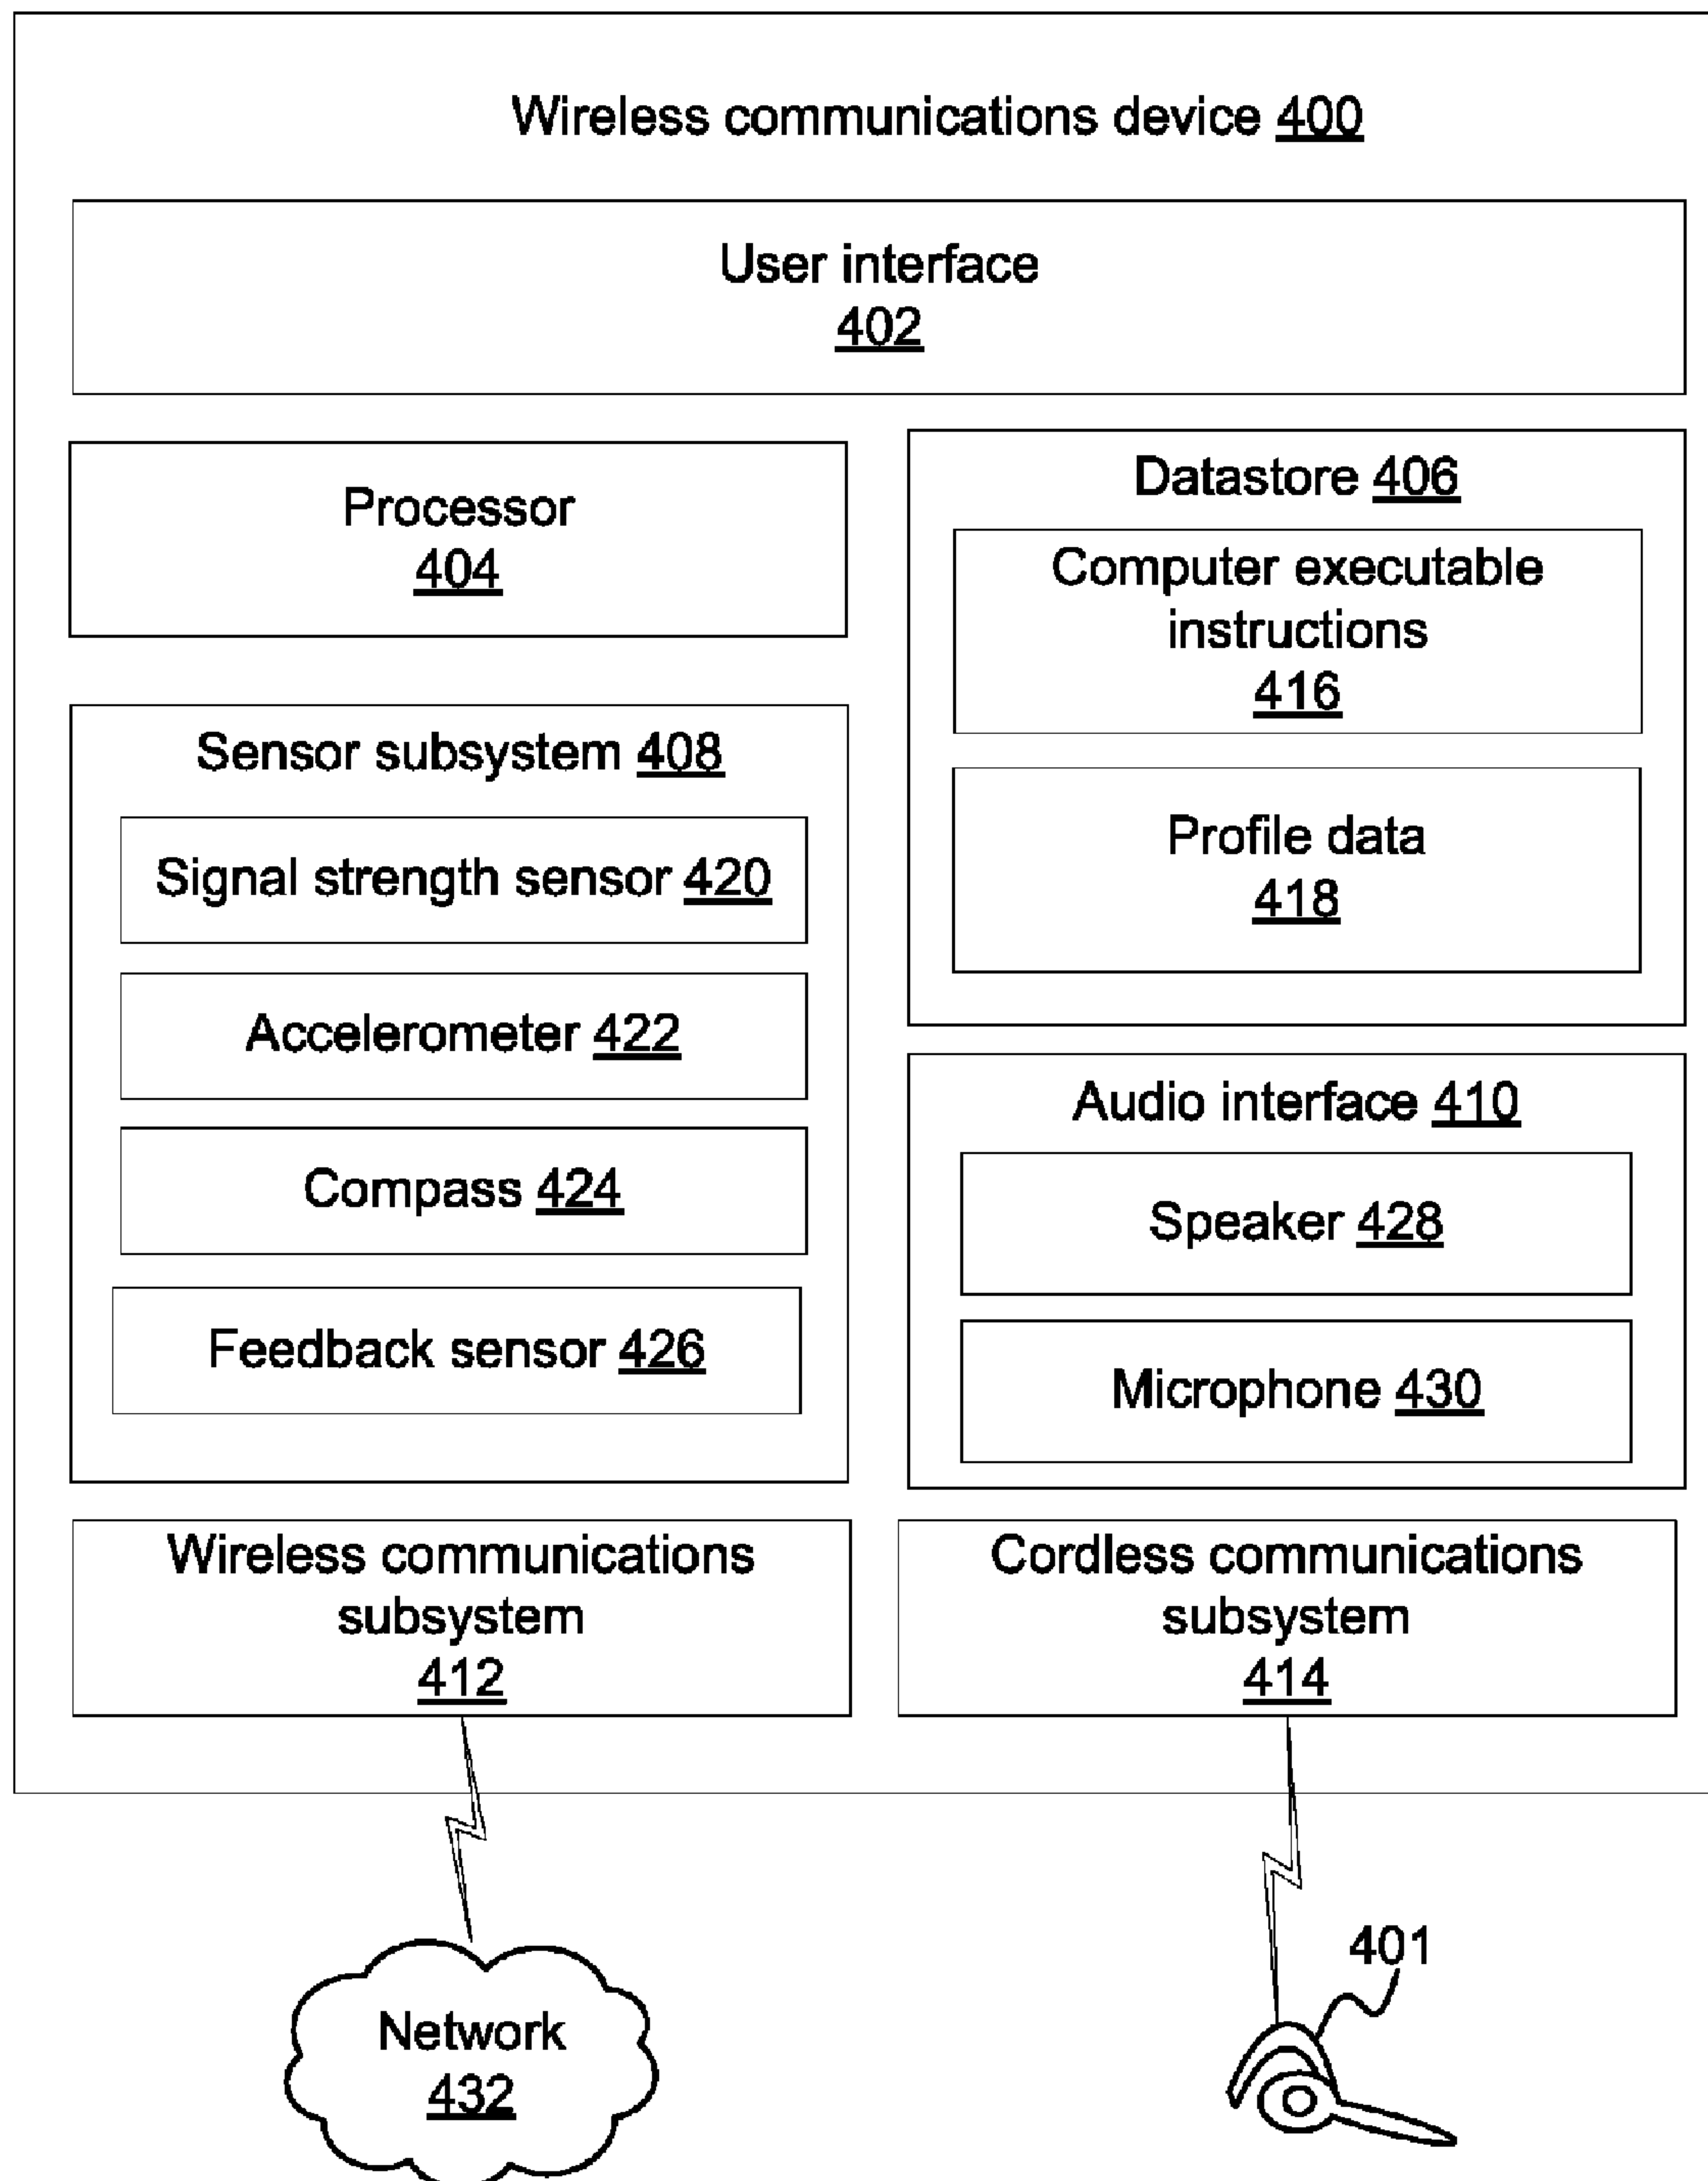 Wireless communications device 400
User interface
402
Processor
404
Datastore 406
Computer executable
instructions
416
Profile data
418
Sensor subsystem 408
Signal strength sensor 420
Accelerometer 422
Compass 424
Feedback sensor 426
Audio interface 410
Speaker 428
Microphone 430
Wireless communications
subsystem
412
Cordless communications
subsystem
414
Network
432
401